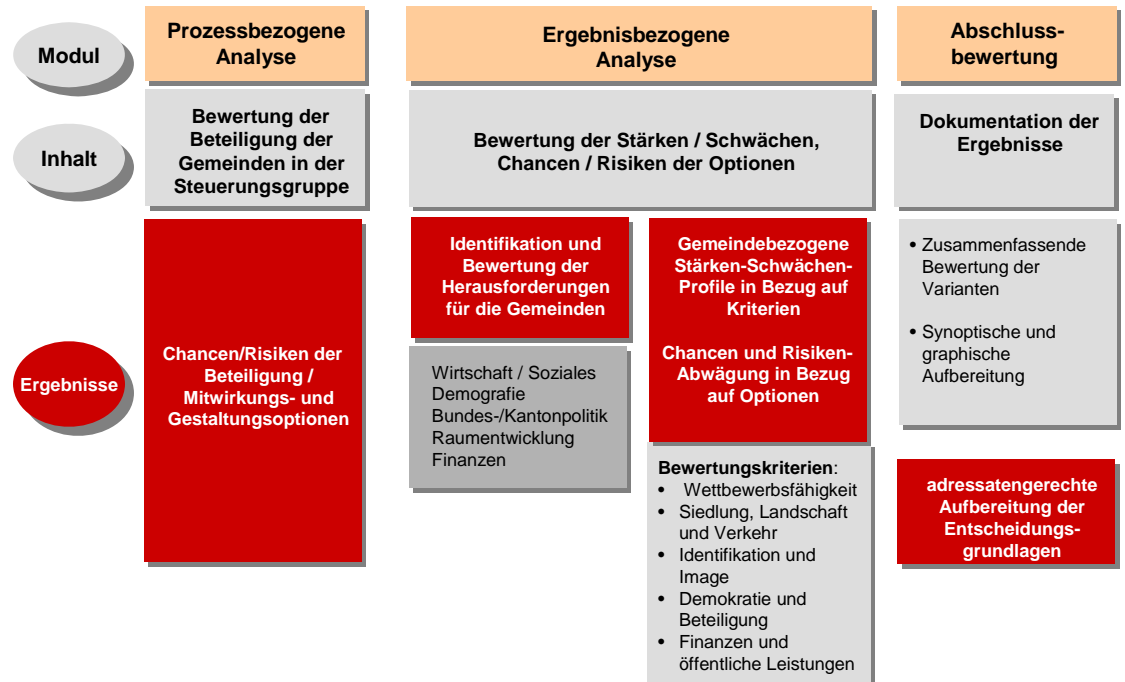 Modul
Prozessbezogene
Analyse
Ergebnisbezogene
Analyse
Abschluss-
bewertung
Inhalt
Bewertung der
Beteiligung der
Gemeinden in der
Steuerungsgruppe
Bewertung der Stärken / Schwächen,
Chancen / Risiken der Optionen
Dokumentation der
Ergebnisse
Ergebnisse
Chancen/Risiken der
Beteiligung /
Mitwirkungs- und
Gestaltungsoptionen
Identifikation und
Bewertung der
Herausforderungen
für die Gemeinden
Wirtschaft / Soziales
Demografie
Bundes-/Kantonpolitik
Raumentwicklung
Finanzen
Gemeindebezogene
Stärken-Schwächen-
Profile in Bezug auf
Kriterien
Chancen und Risiken-
Abwägung in Bezug
auf Optionen
Bewertungskriterien:
• Wettbewerbsfähigkeit
• Siedlung, Landschaft
und Verkehr
• Identifikation und
Image
• Demokratie und
Beteiligung
• Finanzen und
öffentliche Leistungen
• Zusammenfassende
Bewertung der
Varianten
• Synoptische und
graphische
Aufbereitung
adressatengerechte
Aufbereitung der
Entscheidungs-
grundlagen